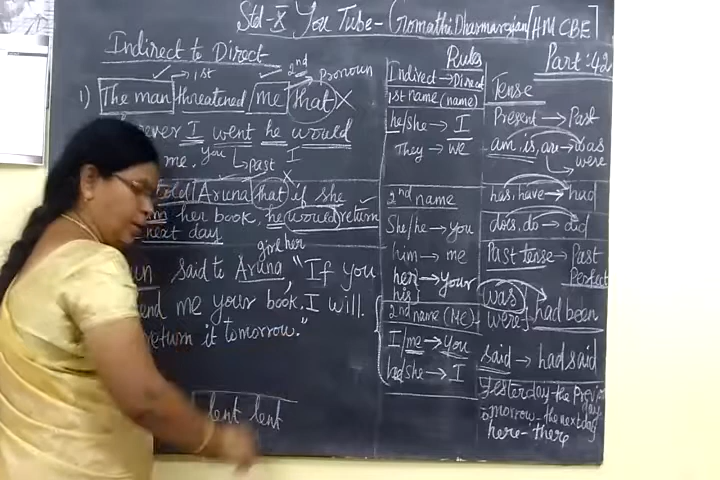 Std-X You Tube - Gomathi Dharmarajan [HM CBE]
Part: 42
Indirect to Direct
1st 2nd Pronoun
1) The man threatened me that X
I went he would
me. You Past I
told Aruna that if she
her book, he would return
next day
give her
said to Aruna, "If you
me your book, I will
return it tomorrow."
lent lent
Rules
Indirect → Direct
1st name (name)
he/she → I
They → we
2nd name
She/he → you
him → me
her → your
his
2nd name (Me)
I/me → you
he/she → I
Tense
Present → Past
am, is, are → was
were
has, have → had
does, do → did
Past tense → Past
Perfect
was
were had been
said → had said
Yesterday - the previous
day
tomorrow - the next day
here - there